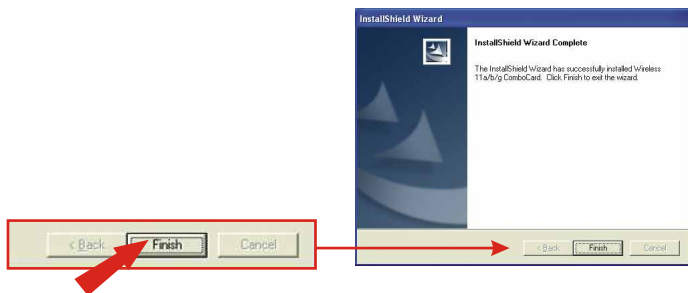 InstallShield Wizard
InstallShield Wizard Complete
The InstallShield Wizard has successfully installed Wireless
11a/b/g ComboCard. Click Finish to exit the wizard.
< Back Finish Cancel
< Back Finish Cancel